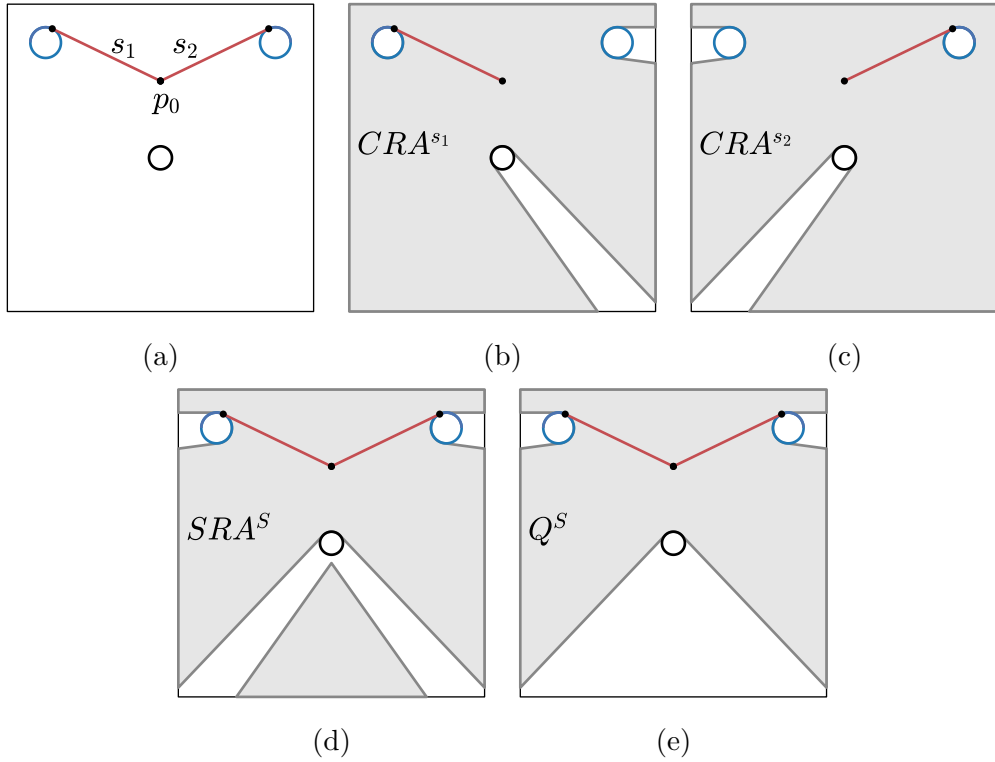 s₁ s₂
p₀
CRA^{s₁} CRA^{s₂}
(a) (b) (c)
SRA^S Q^S
(d) (e)